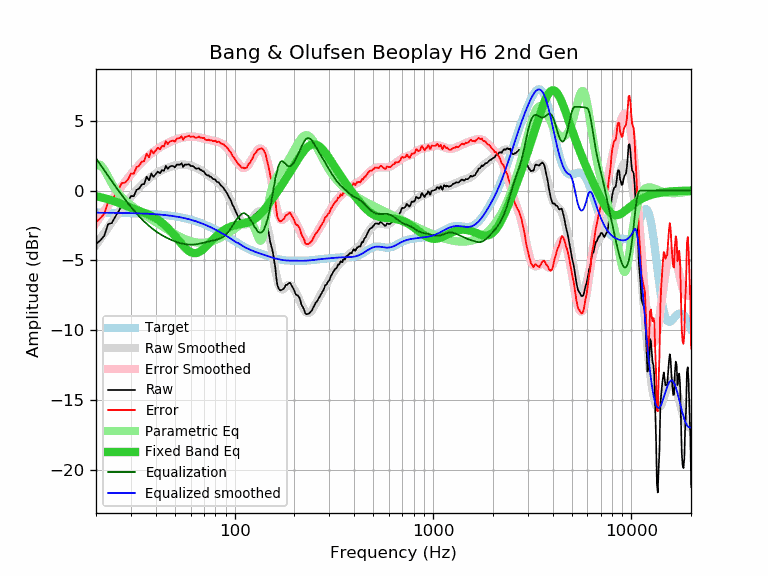 Bang & Olufsen Beoplay H6 2nd Gen
Amplitude (dBr)
5
0
−5
−10
−15
−20
Target
Raw Smoothed
Error Smoothed
Raw
Error
Parametric Eq
Fixed Band Eq
Equalization
Equalized smoothed
100 1000 10000
Frequency (Hz)